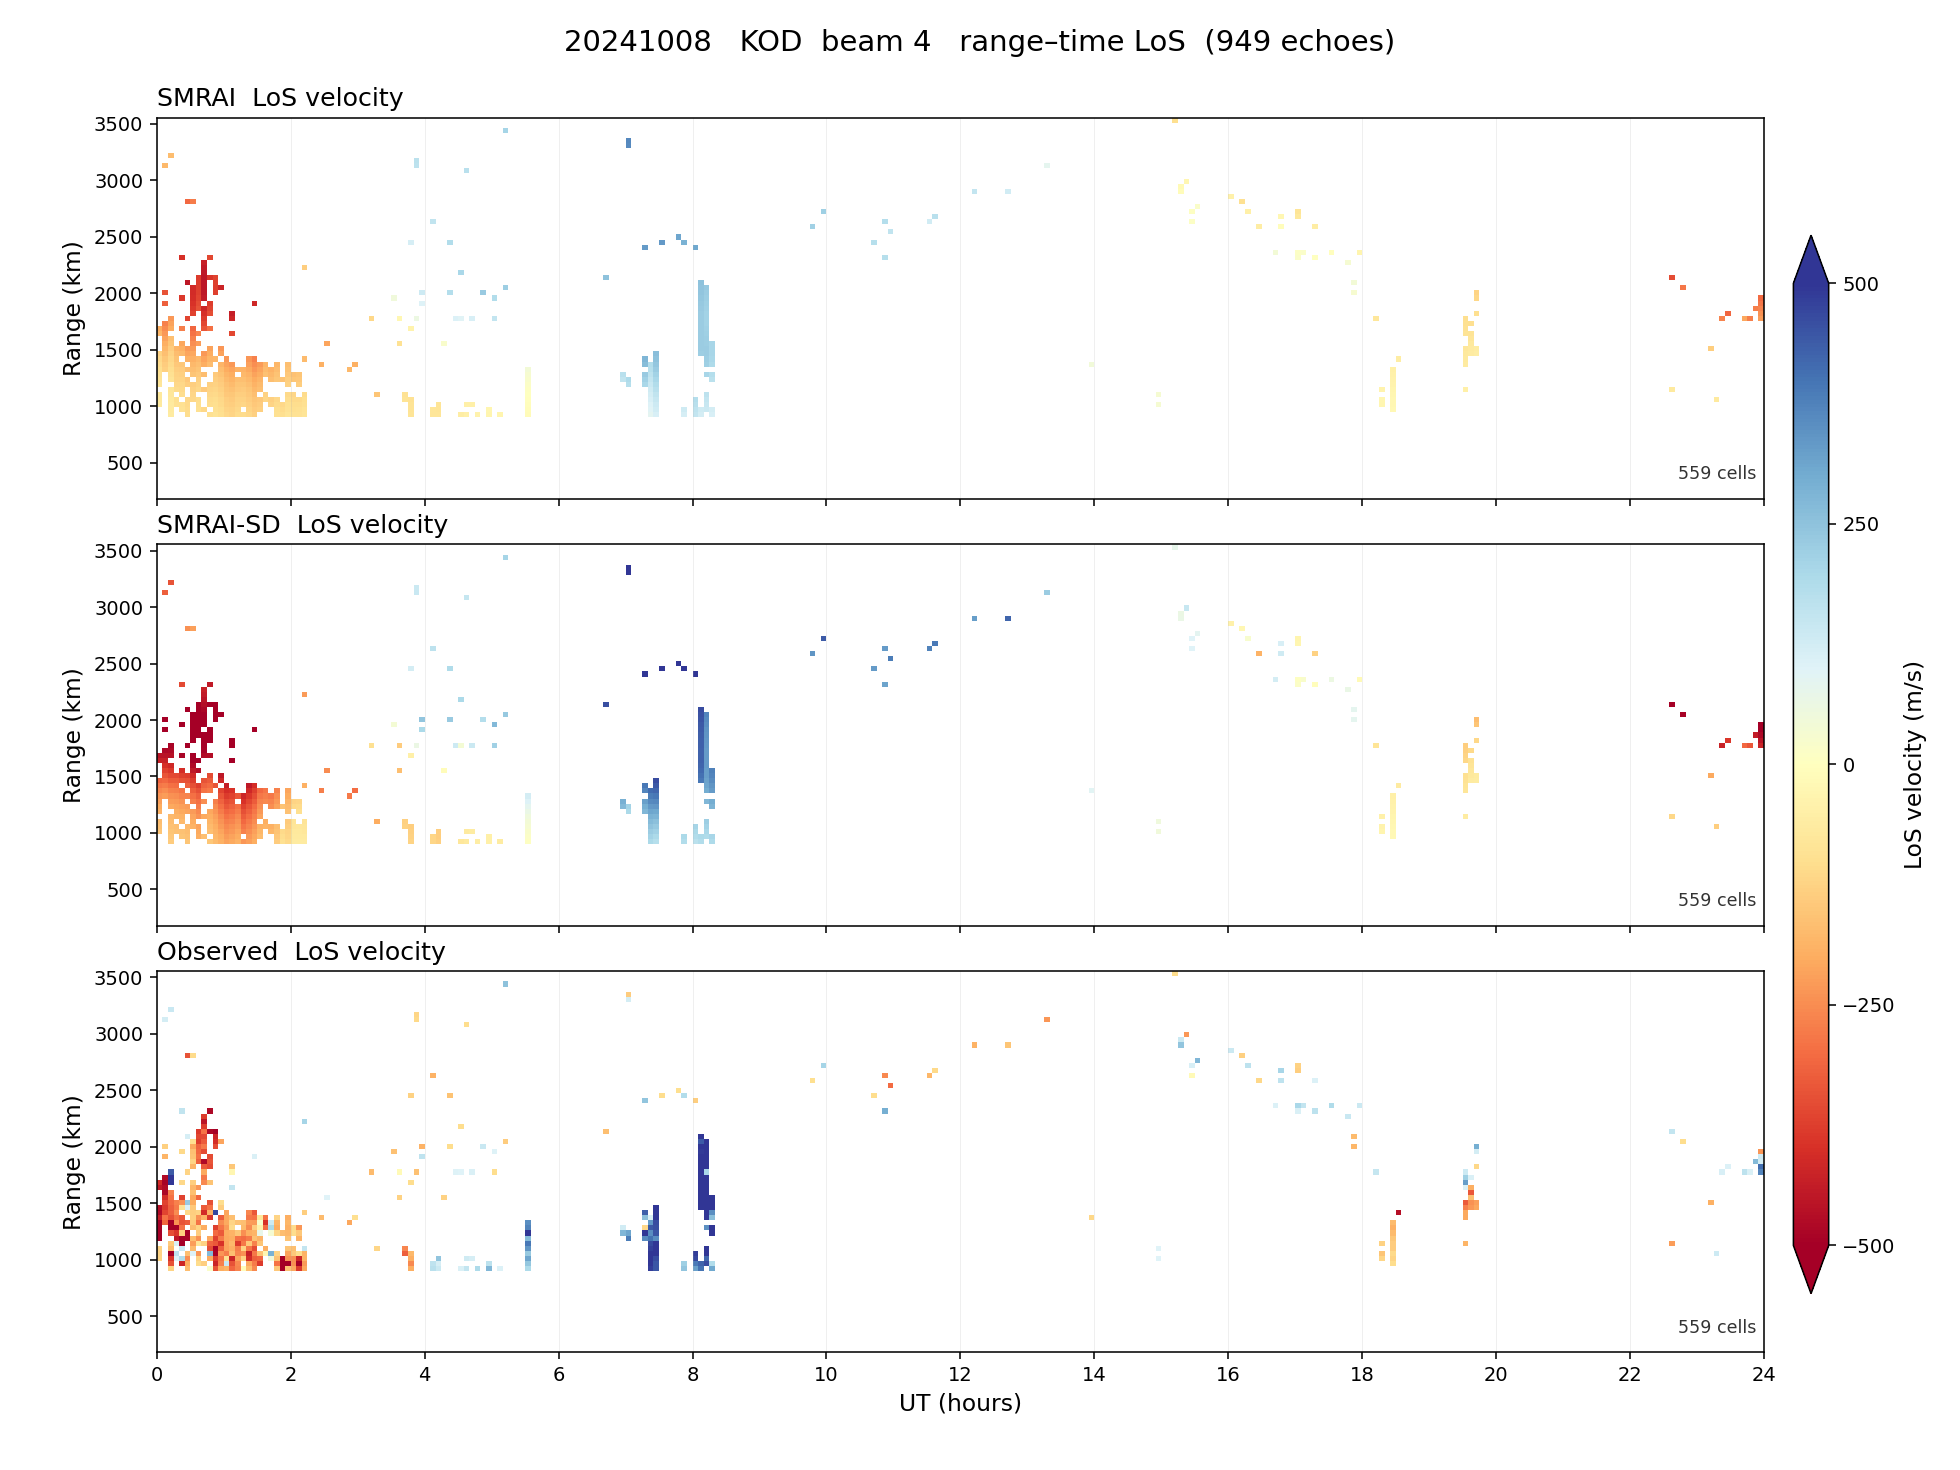 20241008   KOD  beam 4   range–time LoS  (949 echoes)
SMRAI  LoS velocity
3500
3000
2500
2000
1500
1000
500
Range (km)
559 cells
SMRAI-SD  LoS velocity
3500
3000
2500
2000
1500
1000
500
Range (km)
559 cells
Observed  LoS velocity
3500
3000
2500
2000
1500
1000
500
Range (km)
559 cells
0 2 4 6 8 10 12 14 16 18 20 22 24
UT (hours)
500
250
0
−250
−500
LoS velocity (m/s)